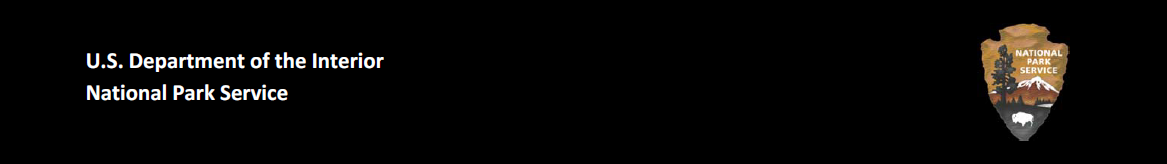 U.S. Department of the Interior
National Park Service
NATIONAL
PARK
SERVICE